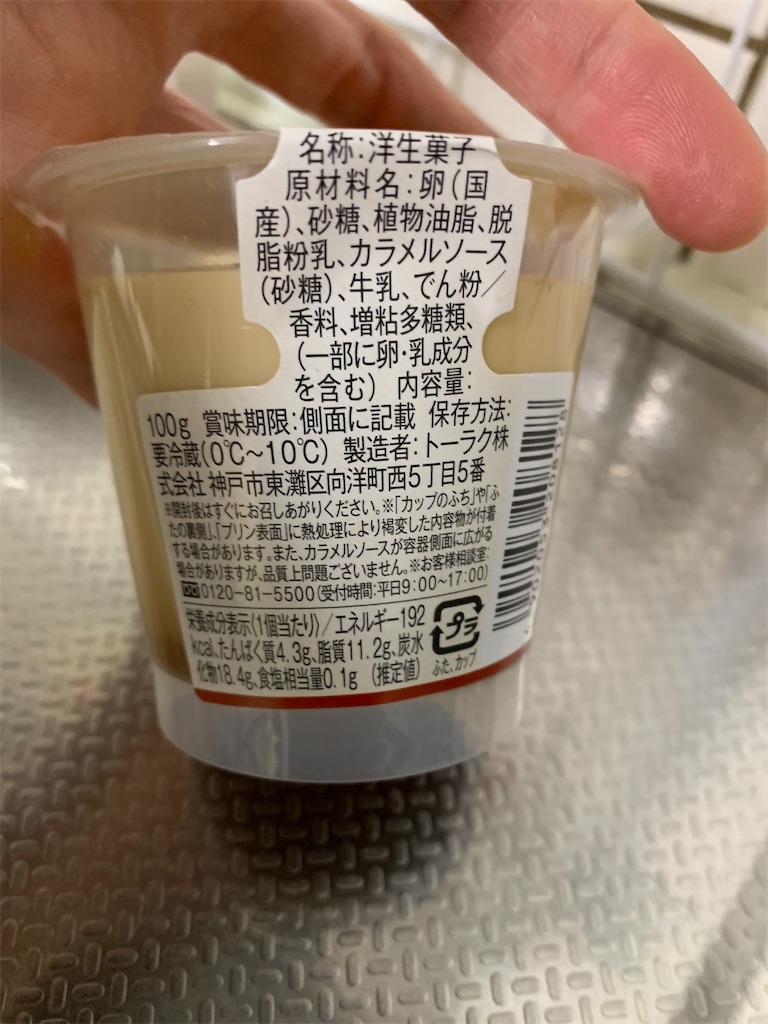 名称:洋生菓子
原材料名:卵(国
産)、砂糖、植物油脂、脱
脂粉乳、カラメルソース
(砂糖)、牛乳、でん粉/
香料、増粘多糖類、
(一部に卵・乳成分
を含む) 内容量:
100g 賞味期限:側面に記載 保存方法:
要冷蔵(0℃~10℃) 製造者:トーラク株
式会社 神戸市東灘区向洋町西5丁目5番
※開封後はすぐにお召しあがりください。※「カップのふち」や「ふ
たの裏側」、「プリン表面」に熱処理により褐変した内容物が付着
する場合があります。また、カラメルソースが容器側面に広がる
場合がありますが、品質上問題ございません。※お客様相談室:
0120-81-5500(受付時間:平日9:00~17:00)
栄養成分表示(1個当たり)/エネルギー192
kcal、たんぱく質4.3g、脂質11.2g、炭水
化物18.4g、食塩相当量0.1g (推定値)
プラ
ふた、カップ